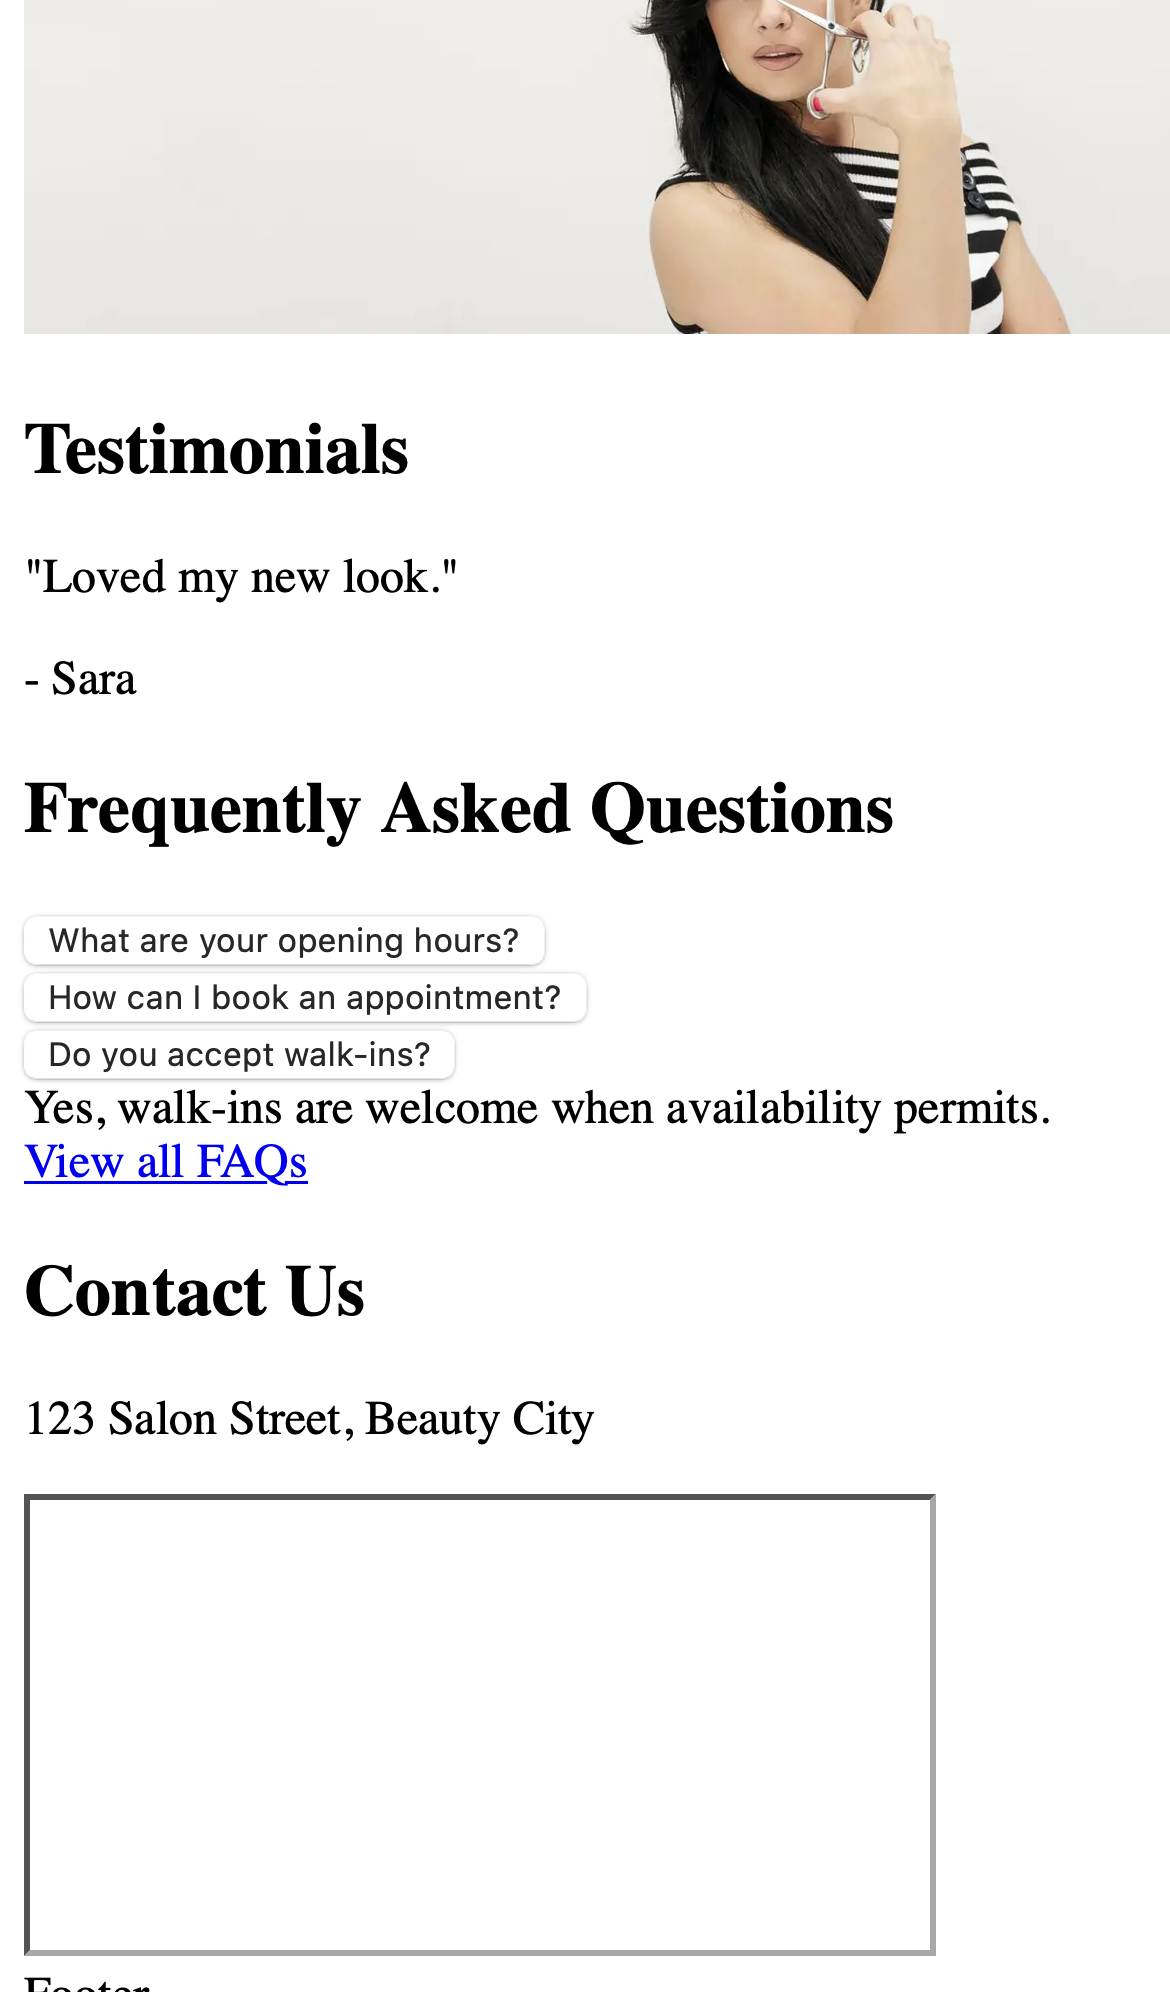 Testimonials
"Loved my new look."
- Sara
Frequently Asked Questions
What are your opening hours?
How can I book an appointment?
Do you accept walk-ins?
Yes, walk-ins are welcome when availability permits.
View all FAQs
Contact Us
123 Salon Street, Beauty City
Footer